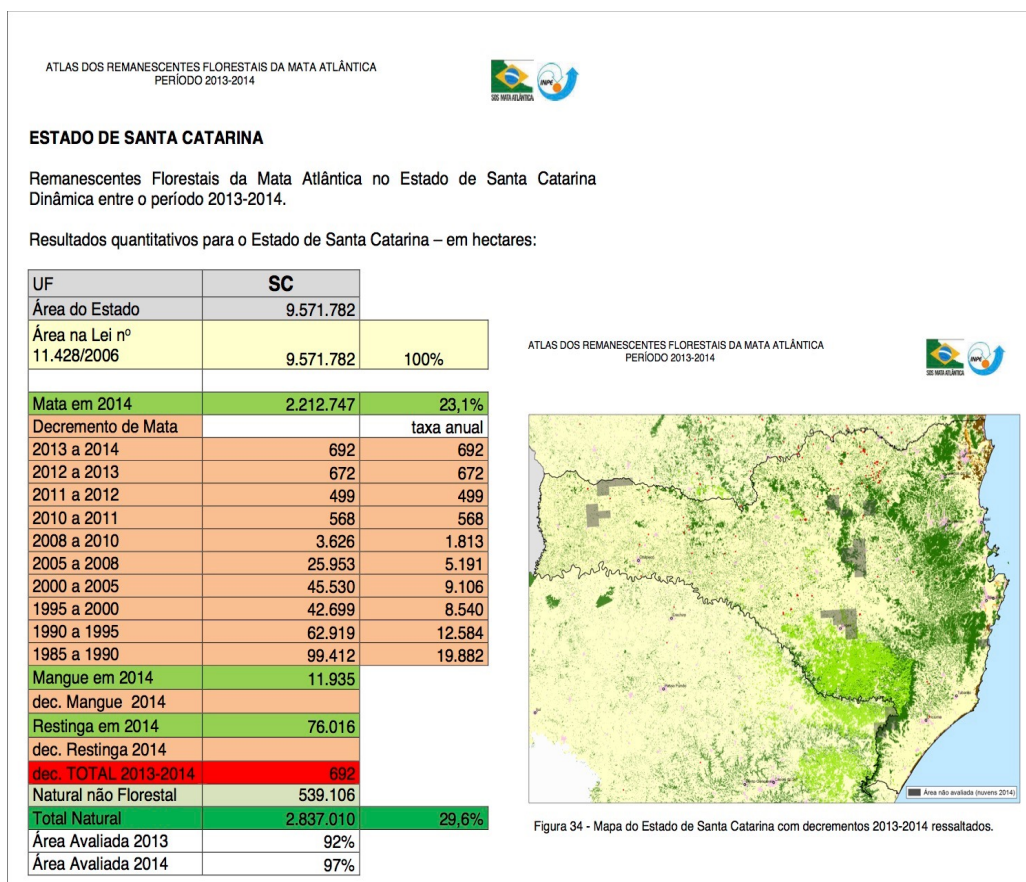 ATLAS DOS REMANESCENTES FLORESTAIS DA MATA ATLÂNTICA
PERÍODO 2013-2014
SOS MATA ATLÂNTICA
INPE
ESTADO DE SANTA CATARINA
Remanescentes Florestais da Mata Atlântica no Estado de Santa Catarina
Dinâmica entre o período 2013-2014.
Resultados quantitativos para o Estado de Santa Catarina – em hectares:
UF SC
Área do Estado 9.571.782
Área na Lei nº
11.428/2006 9.571.782 100%
Mata em 2014 2.212.747 23,1%
Decremento de Mata taxa anual
2013 a 2014 692 692
2012 a 2013 672 672
2011 a 2012 499 499
2010 a 2011 568 568
2008 a 2010 3.626 1.813
2005 a 2008 25.953 5.191
2000 a 2005 45.530 9.106
1995 a 2000 42.699 8.540
1990 a 1995 62.919 12.584
1985 a 1990 99.412 19.882
Mangue em 2014 11.935
dec. Mangue 2014
Restinga em 2014 76.016
dec. Restinga 2014
dec. TOTAL 2013-2014 692
Natural não Florestal 539.106
Total Natural 2.837.010 29,6%
Área Avaliada 2013 92%
Área Avaliada 2014 97%
ATLAS DOS REMANESCENTES FLORESTAIS DA MATA ATLÂNTICA
PERÍODO 2013-2014
SOS MATA ATLÂNTICA
INPE
Área não avaliada (nuvens 2014)
Figura 34 - Mapa do Estado de Santa Catarina com decrementos 2013-2014 ressaltados.